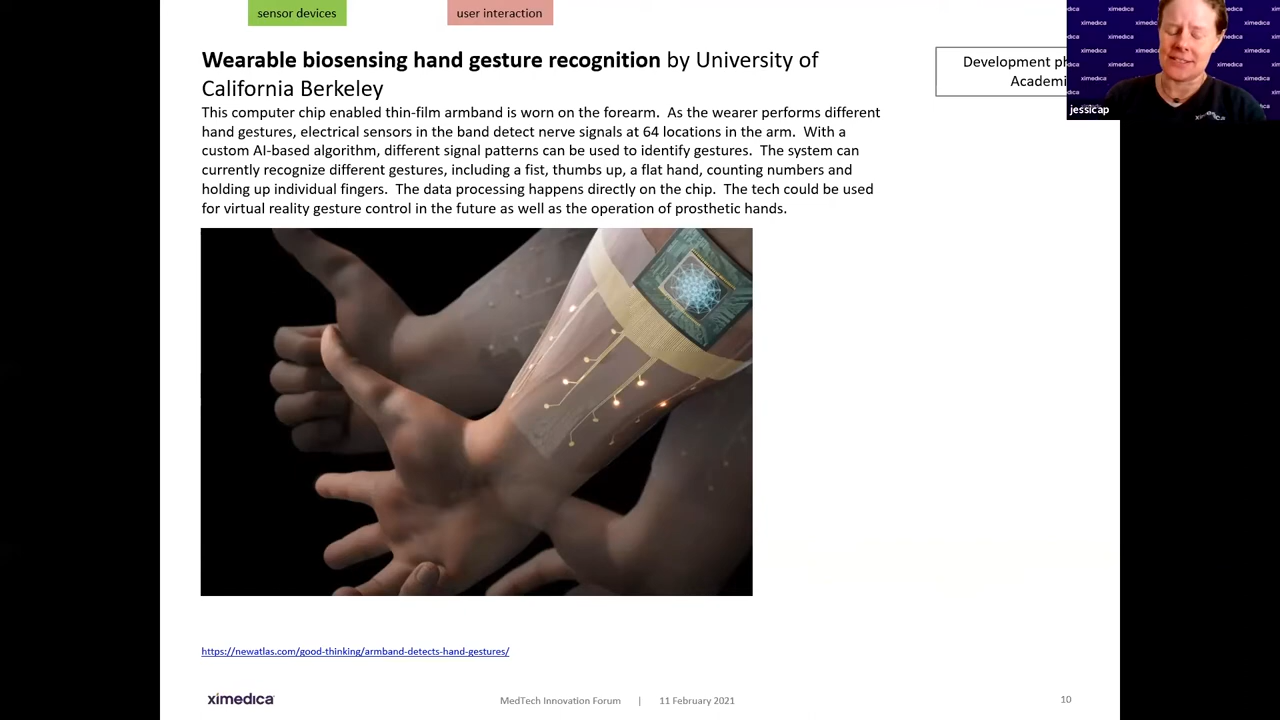 sensor devices
user interaction
Wearable biosensing hand gesture recognition by University of
California Berkeley
Development
Academi
This computer chip enabled thin-film armband is worn on the forearm.  As the wearer performs different
hand gestures, electrical sensors in the band detect nerve signals at 64 locations in the arm.  With a
custom AI-based algorithm, different signal patterns can be used to identify gestures.  The system can
currently recognize different gestures, including a fist, thumbs up, a flat hand, counting numbers and
holding up individual fingers.  The data processing happens directly on the chip.  The tech could be used
for virtual reality gesture control in the future as well as the operation of prosthetic hands.
jessicap
https://newatlas.com/good-thinking/armband-detects-hand-gestures/
ximedica
MedTech Innovation Forum | 11 February 2021
10